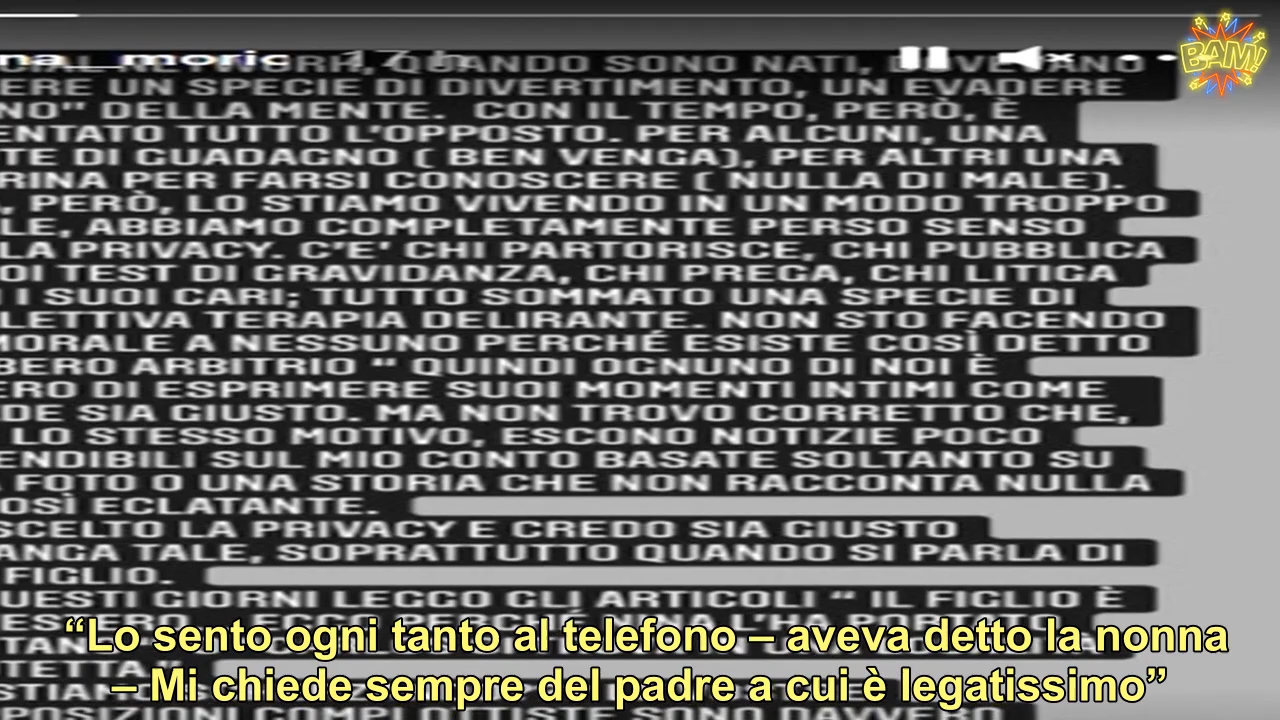 na__moric 17 h
BAM!
CIAL NETWORK, QUANDO SONO NATI, DOVEVANO
ERE UN SPECIE DI DIVERTIMENTO, UN EVADERE
NO" DELLA MENTE. CON IL TEMPO, PERÒ, È
ENTATO TUTTO L'OPPOSTO. PER ALCUNI, UNA
TE DI GUADAGNO ( BEN VENGA), PER ALTRI UNA
RINA PER FARSI CONOSCERE ( NULLA DI MALE).
, PERÒ, LO STIAMO VIVENDO IN UN MODO TROPPO
LE, ABBIAMO COMPLETAMENTE PERSO SENSO
LA PRIVACY. C'E' CHI PARTORISCE, CHI PUBBLICA
OI TEST DI GRAVIDANZA, CHI PREGA, CHI LITIGA
I SUOI CARI; TUTTO SOMMATO UNA SPECIE DI
LETTIVA TERAPIA DELIRANTE. NON STO FACENDO
MORALE A NESSUNO PERCHÉ ESISTE COSÌ DETTO
BERO ARBITRIO “ QUINDI OGNUNO DI NOI È
ERO DI ESPRIMERE SUOI MOMENTI INTIMI COME
DE SIA GIUSTO. MA NON TROVO CORRETTO CHE,
LO STESSO MOTIVO, ESCONO NOTIZIE POCO
ENDIBILI SUL MIO CONTO BASATE SOLTANTO SU
FOTO O UNA STORIA CHE NON RACCONTA NULLA
OSÌ ECLATANTE.
SCELTO LA PRIVACY E CREDO SIA GIUSTO
ANGA TALE, SOPRATTUTTO QUANDO SI PARLA DI
FIGLIO.
UESTI GIORNI LEGGO GLI ARTICOLI “ IL FIGLIO È
“Lo sento ogni tanto al telefono – aveva detto la nonna
– Mi chiede sempre del padre a cui è legatissimo”